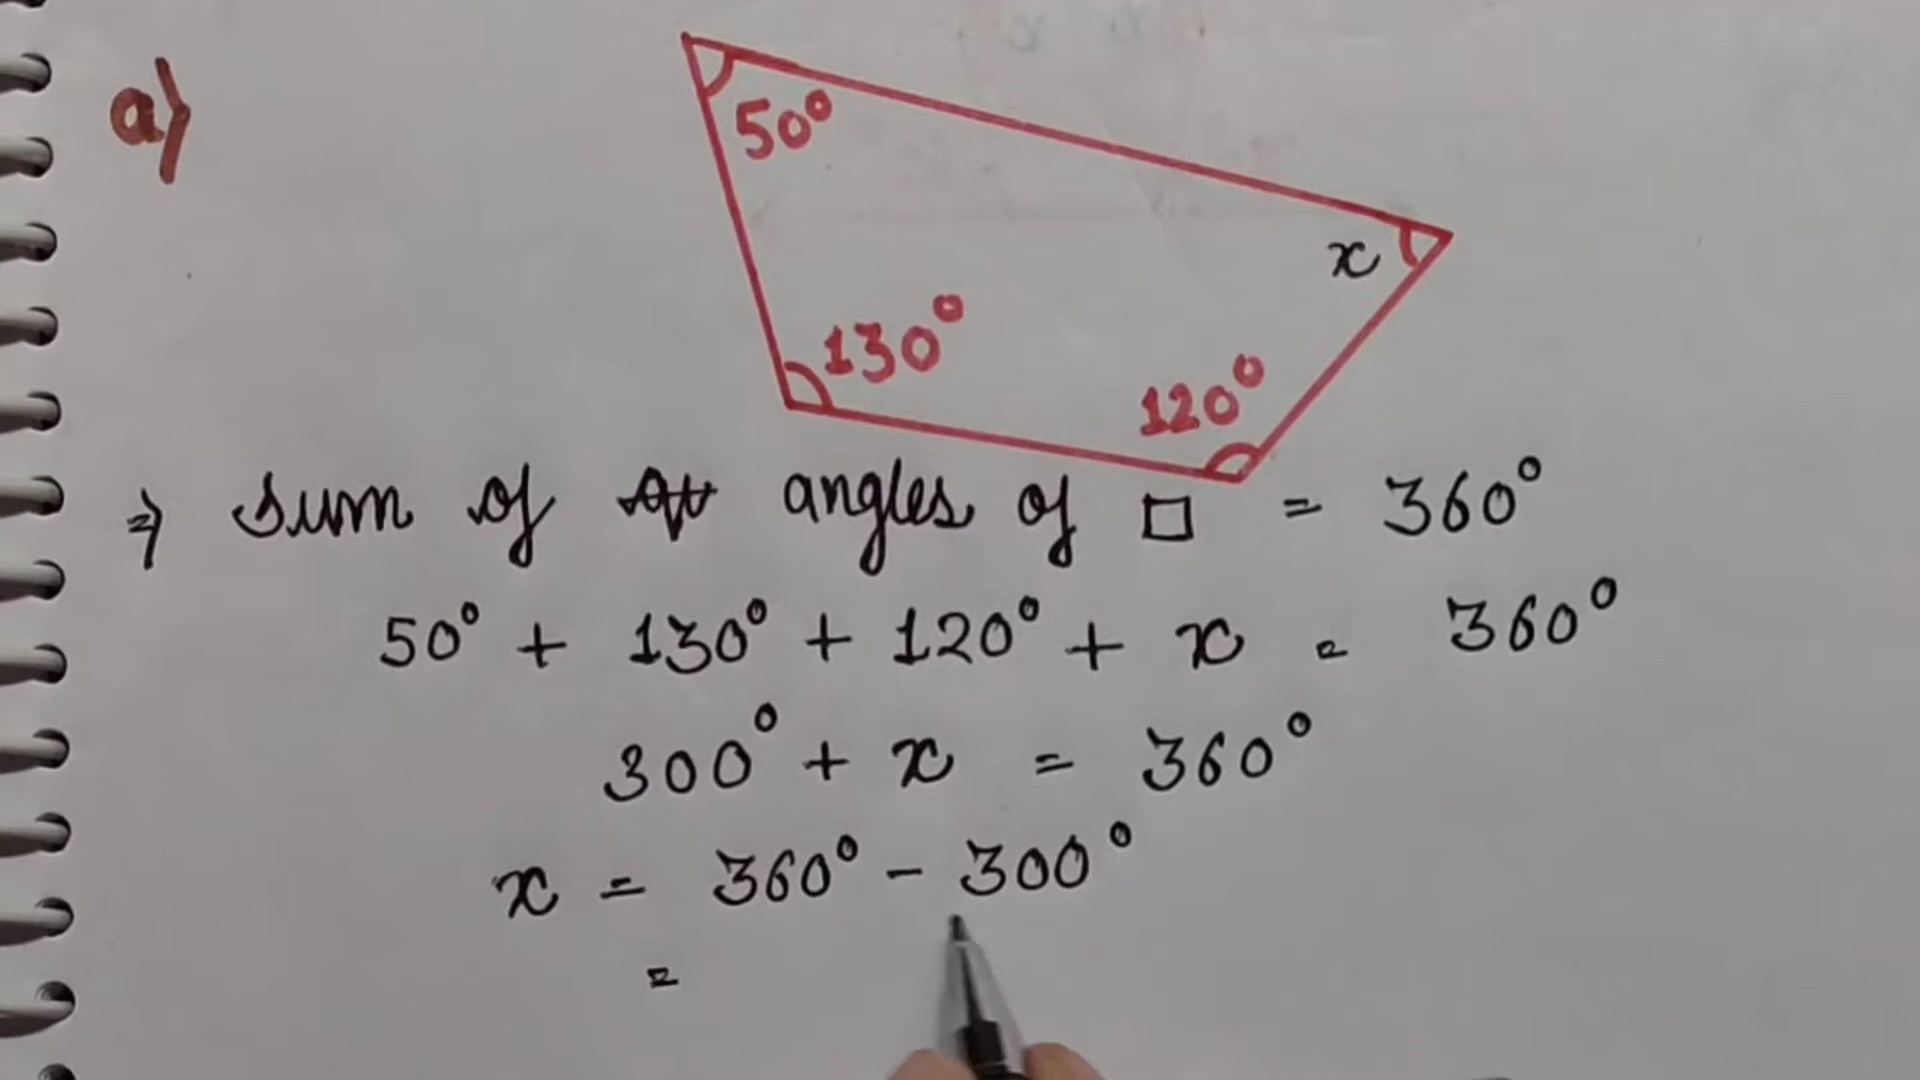 a)
50°
x
130°
120°
⇒ Sum of angles of □ = 360°
50° + 130° + 120° + x = 360°
300° + x = 360°
x = 360° - 300°
=